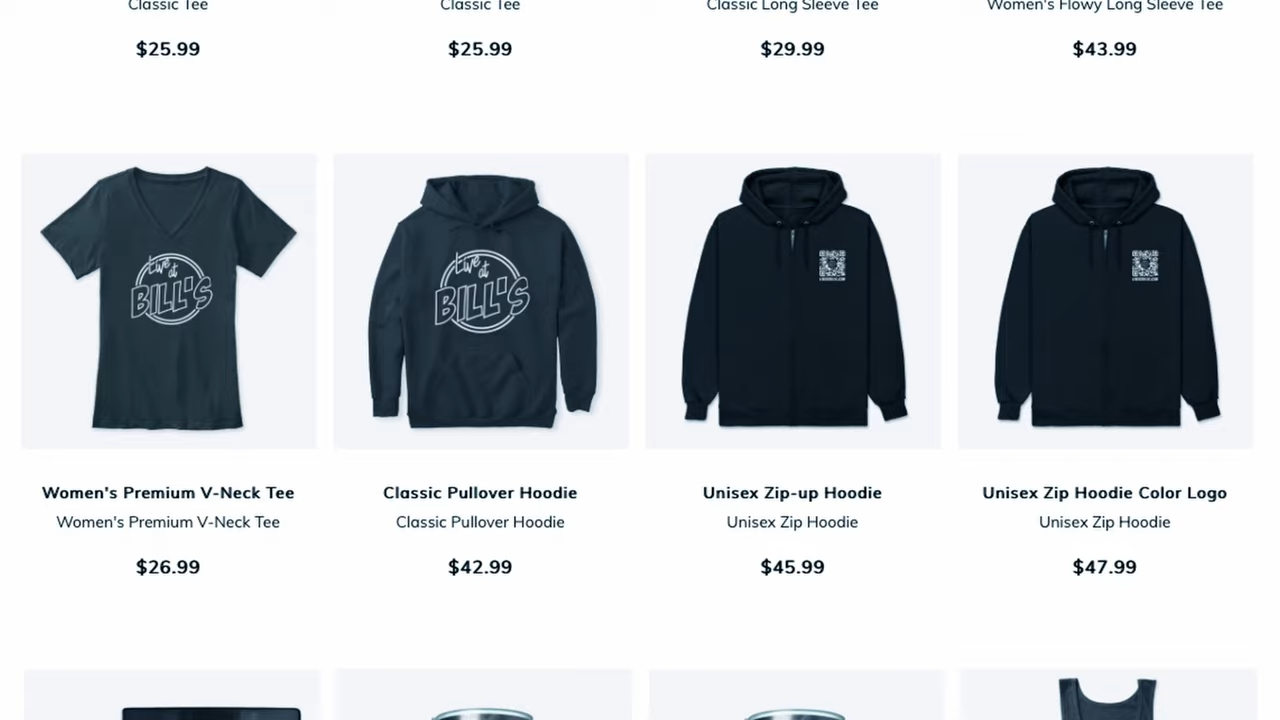 Classic Tee
Classic Tee
Classic Long Sleeve Tee
Women's Flowy Long Sleeve Tee
$25.99
$25.99
$29.99
$43.99
Live at
BILL'S
Live at
BILL'S
Women's Premium V-Neck Tee
Classic Pullover Hoodie
Unisex Zip-up Hoodie
Unisex Zip Hoodie Color Logo
Women's Premium V-Neck Tee
Classic Pullover Hoodie
Unisex Zip Hoodie
Unisex Zip Hoodie
$26.99
$42.99
$45.99
$47.99